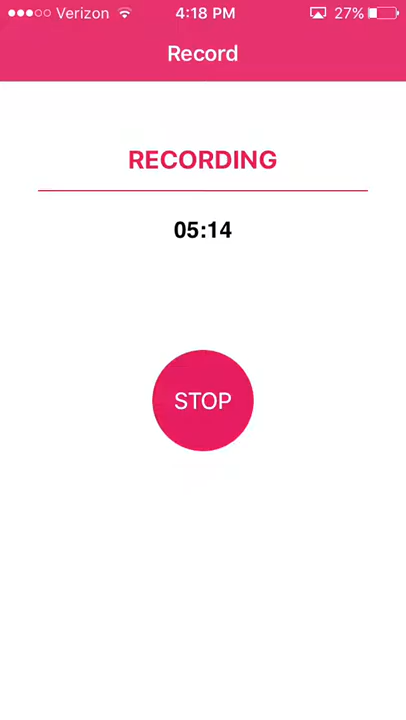 Verizon 4:18 PM 27%
Record
RECORDING
05:14
STOP